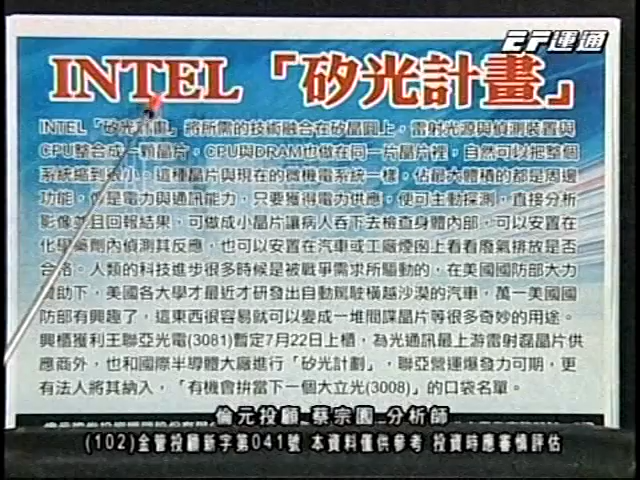 EF運通
INTEL「矽光計畫」
INTEL「矽光計畫」將所需的技術融合在矽晶圓上，雷射光源與偵測裝置與
CPU整合成一顆晶片，CPU與DRAM也做在同一片晶片裡，自然可以把整個
系統縮到很小。這種晶片與現在的微機電系統一樣，佔最大體積的都是周邊
功能，像是電力與通訊能力，只要獲得電力供應，便可主動探測，直接分析
影像並且回報結果，可做成小晶片讓病人吞下去檢查身體內部，可以安置在
化學藥劑內偵測其反應，也可以安置在汽車或工廠煙囪上看看廢氣排放是否
合格。人類的科技進步很多時候是被戰爭需求所驅動的，在美國國防部大力
贊助下，美國各大學才最近才研發出自動駕駛橫越沙漠的汽車，萬一美國國
防部有興趣了，這東西很容易就可以變成一堆間諜晶片等很多奇妙的用途。
興櫃獲利王聯亞光電(3081)暫定7月22日上櫃，為光通訊最上游雷射磊晶片供
應商外，也和國際半導體大廠進行「矽光計劃」，聯亞營運爆發力可期，更
有法人將其納入，「有機會拚當下一個大立光(3008)」的口袋名單。
倫元投顧 蔡宗園 分析師
(102)金管投顧新字第041號 本資料僅供參考 投資時應審慎評估